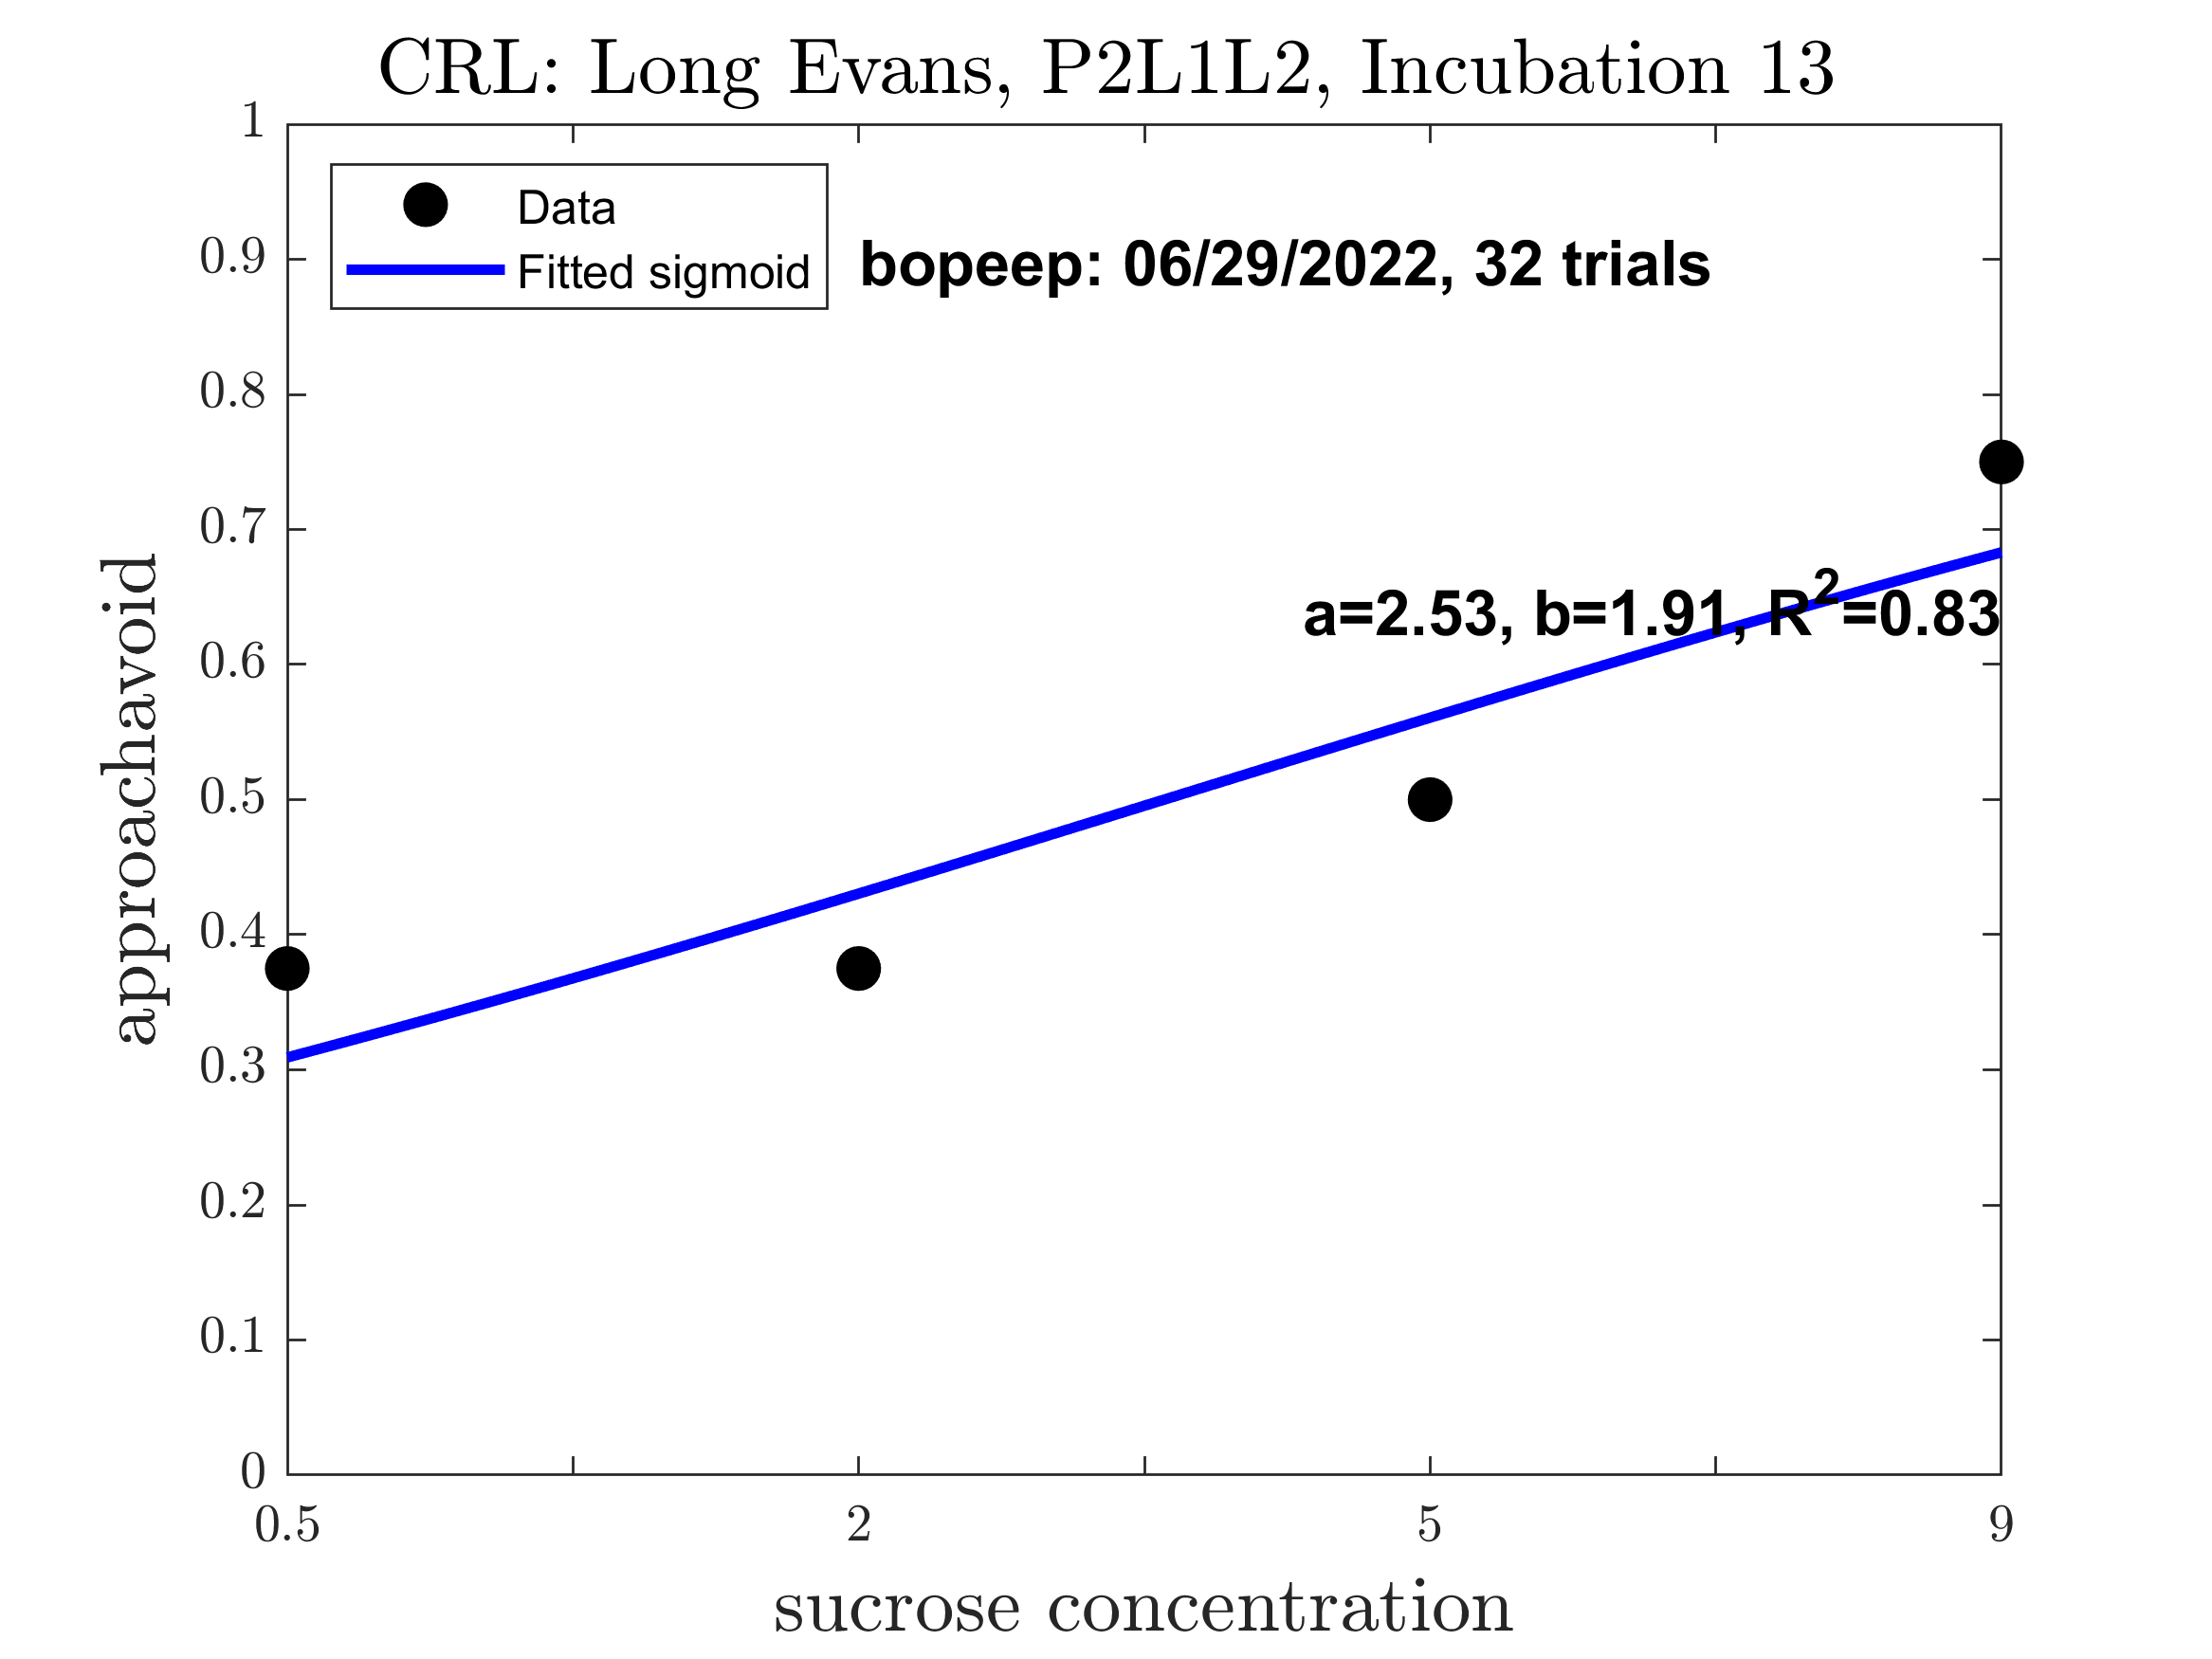 CRL: Long Evans, P2L1L2, Incubation 13
1
Data
0.9
Fitted sigmoid
bopeep: 06/29/2022, 32 trials
0.8
0.7
a=2.53, b=1.91, R²=0.83
0.6
0.5
0.4
0.3
0.2
0.1
0
approachavoid
0.5 2 5 9
sucrose concentration